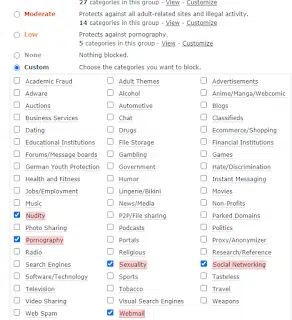 27 categories in this group - View - Customize
Moderate Protects against all adult-related sites and illegal activity.
14 categories in this group - View - Customize
Low Protects against pornography.
5 categories in this group - View - Customize
None Nothing blocked.
Custom Choose the categories you want to block.
Academic Fraud Adult Themes Advertisements
Adware Alcohol Anime/Manga/Webcomic
Auctions Automotive Blogs
Business Services Chat Classifieds
Dating Drugs Ecommerce/Shopping
Educational Institutions File Storage Financial Institutions
Forums/Message boards Gambling Games
German Youth Protection Government Hate/Discrimination
Health and Fitness Humor Instant Messaging
Jobs/Employment Lingerie/Bikini Movies
Music News/Media Non-Profits
Nudity P2P/File sharing Parked Domains
Photo Sharing Podcasts Politics
Pornography Portals Proxy/Anonymizer
Radio Religious Research/Reference
Search Engines Sexuality Social Networking
Software/Technology Sports Tasteless
Television Tobacco Travel
Video Sharing Visual Search Engines Weapons
Web Spam Webmail